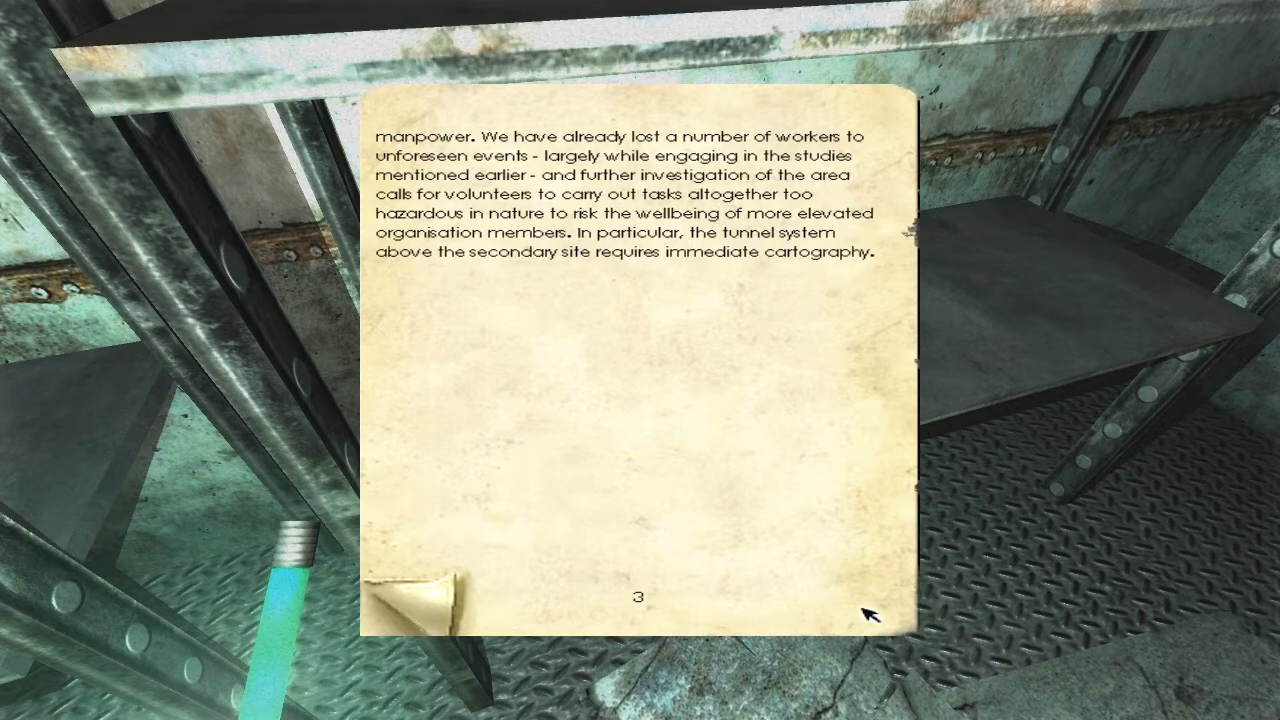 manpower. We have already lost a number of workers to
unforeseen events - largely while engaging in the studies
mentioned earlier - and further investigation of the area
calls for volunteers to carry out tasks altogether too
hazardous in nature to risk the wellbeing of more elevated
organisation members. In particular, the tunnel system
above the secondary site requires immediate cartography.
3